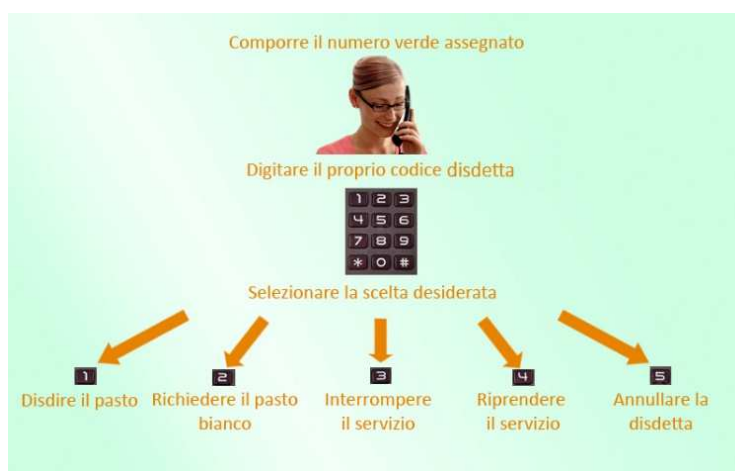 Comporre il numero verde assegnato
Digitare il proprio codice disdetta
1 2 3
4 5 6
7 8 9
* 0 #
Selezionare la scelta desiderata
1
Disdire il pasto
2
Richiedere il pasto
bianco
3
Interrompere
il servizio
4
Riprendere
il servizio
5
Annullare la
disdetta